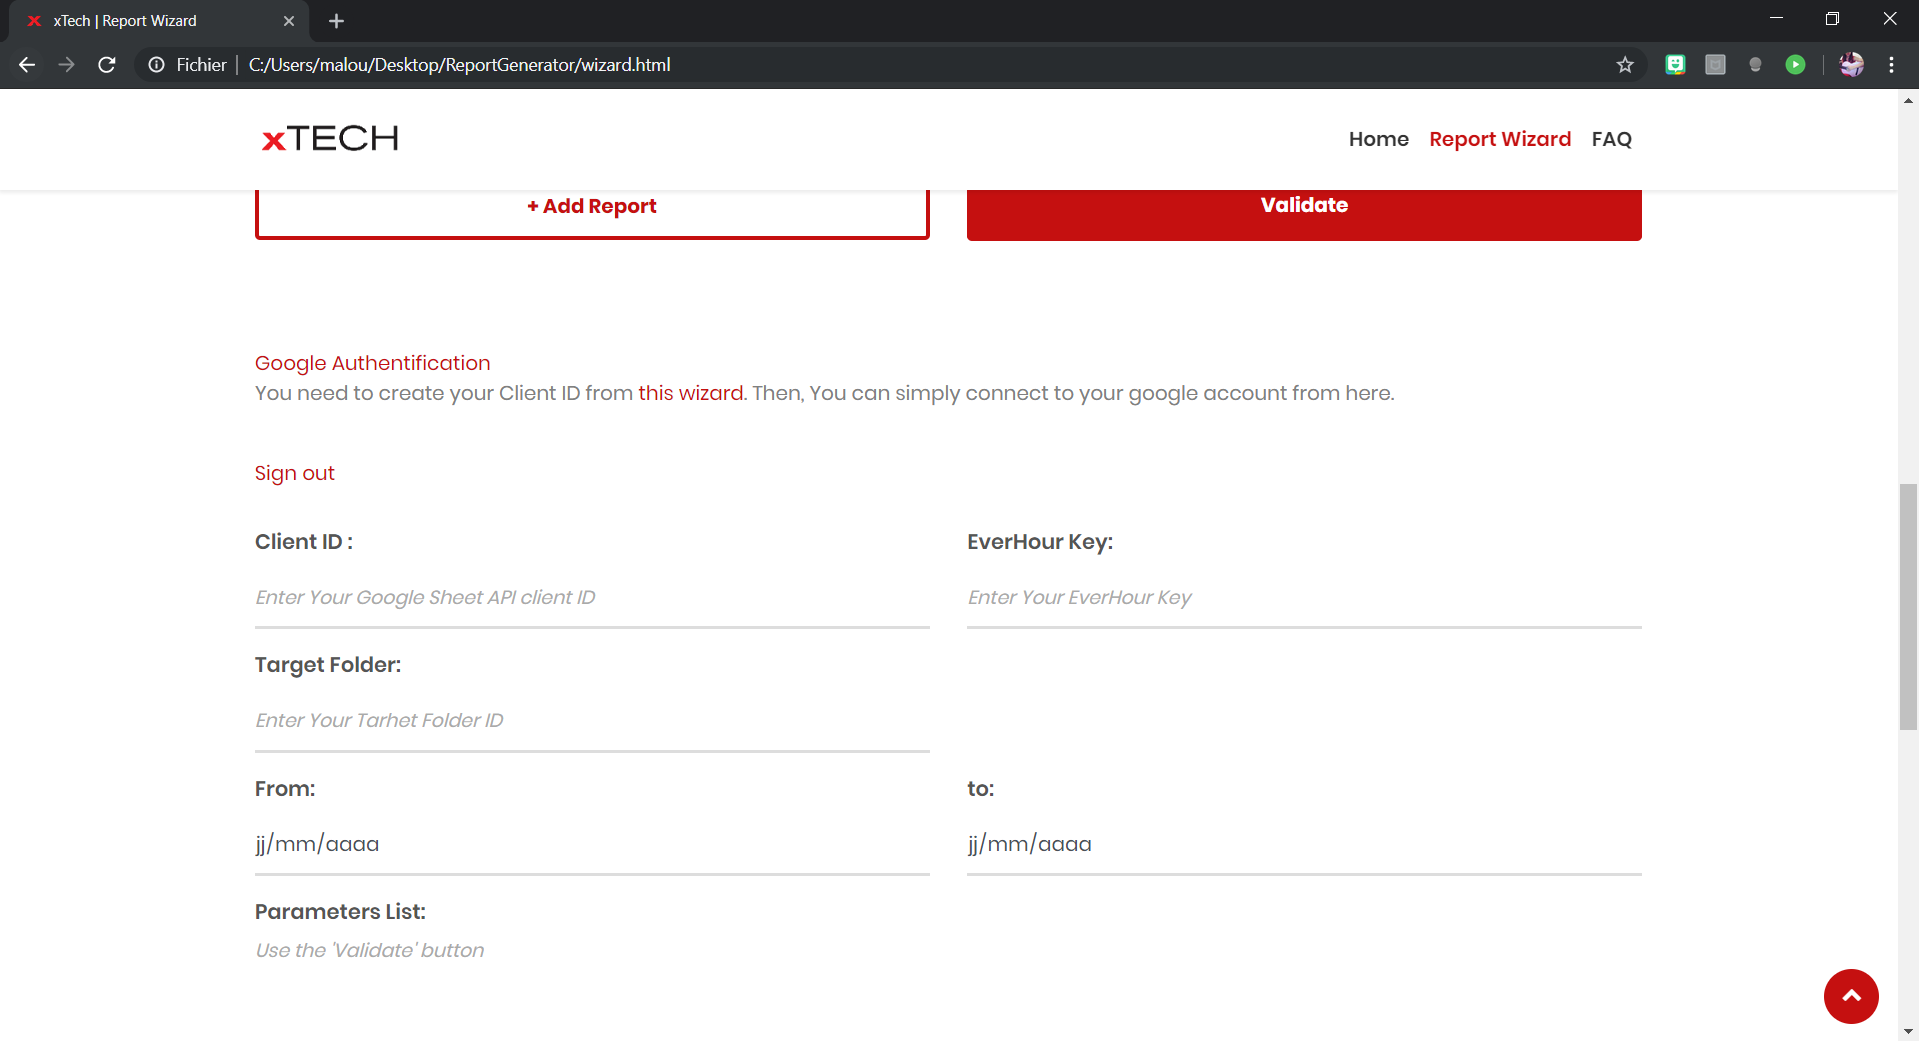 xTech | Report Wizard
Fichier | C:/Users/malou/Desktop/ReportGenerator/wizard.html
xTECH
Home Report Wizard FAQ
+ Add Report Validate
Google Authentification
You need to create your Client ID from this wizard. Then, You can simply connect to your google account from here.
Sign out
Client ID : EverHour Key:
Enter Your Google Sheet API client ID Enter Your EverHour Key
Target Folder:
Enter Your Tarhet Folder ID
From: to:
jj/mm/aaaa jj/mm/aaaa
Parameters List:
Use the 'Validate' button